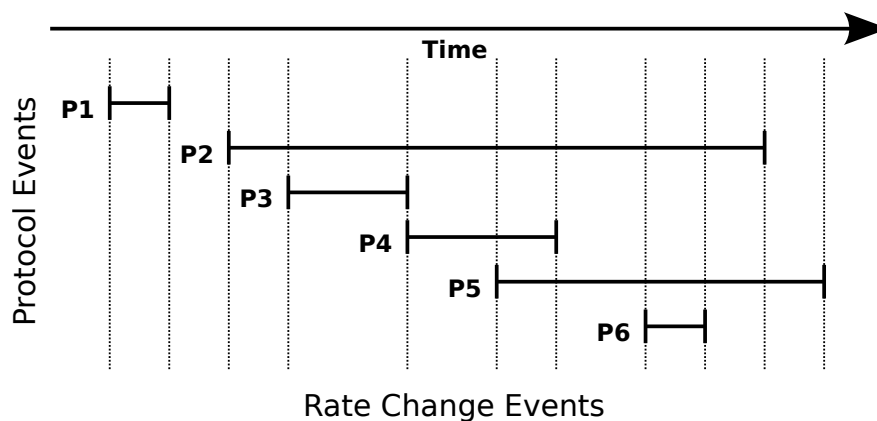 Time
P1
P2
P3
P4
P5
P6
Protocol Events
Rate Change Events